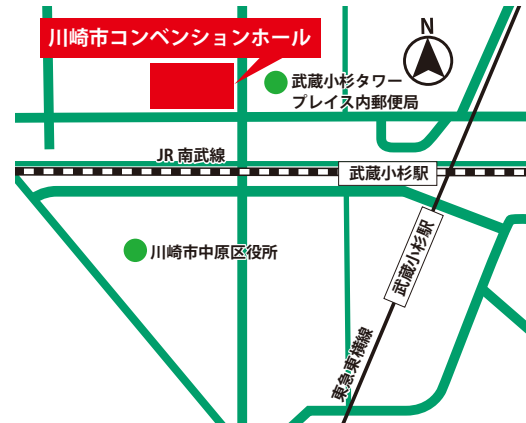 川崎市コンベンションホール
N
武蔵小杉タワー
プレイス内郵便局
JR 南武線
武蔵小杉駅
武蔵小杉駅
川崎市中原区役所
東急東横線